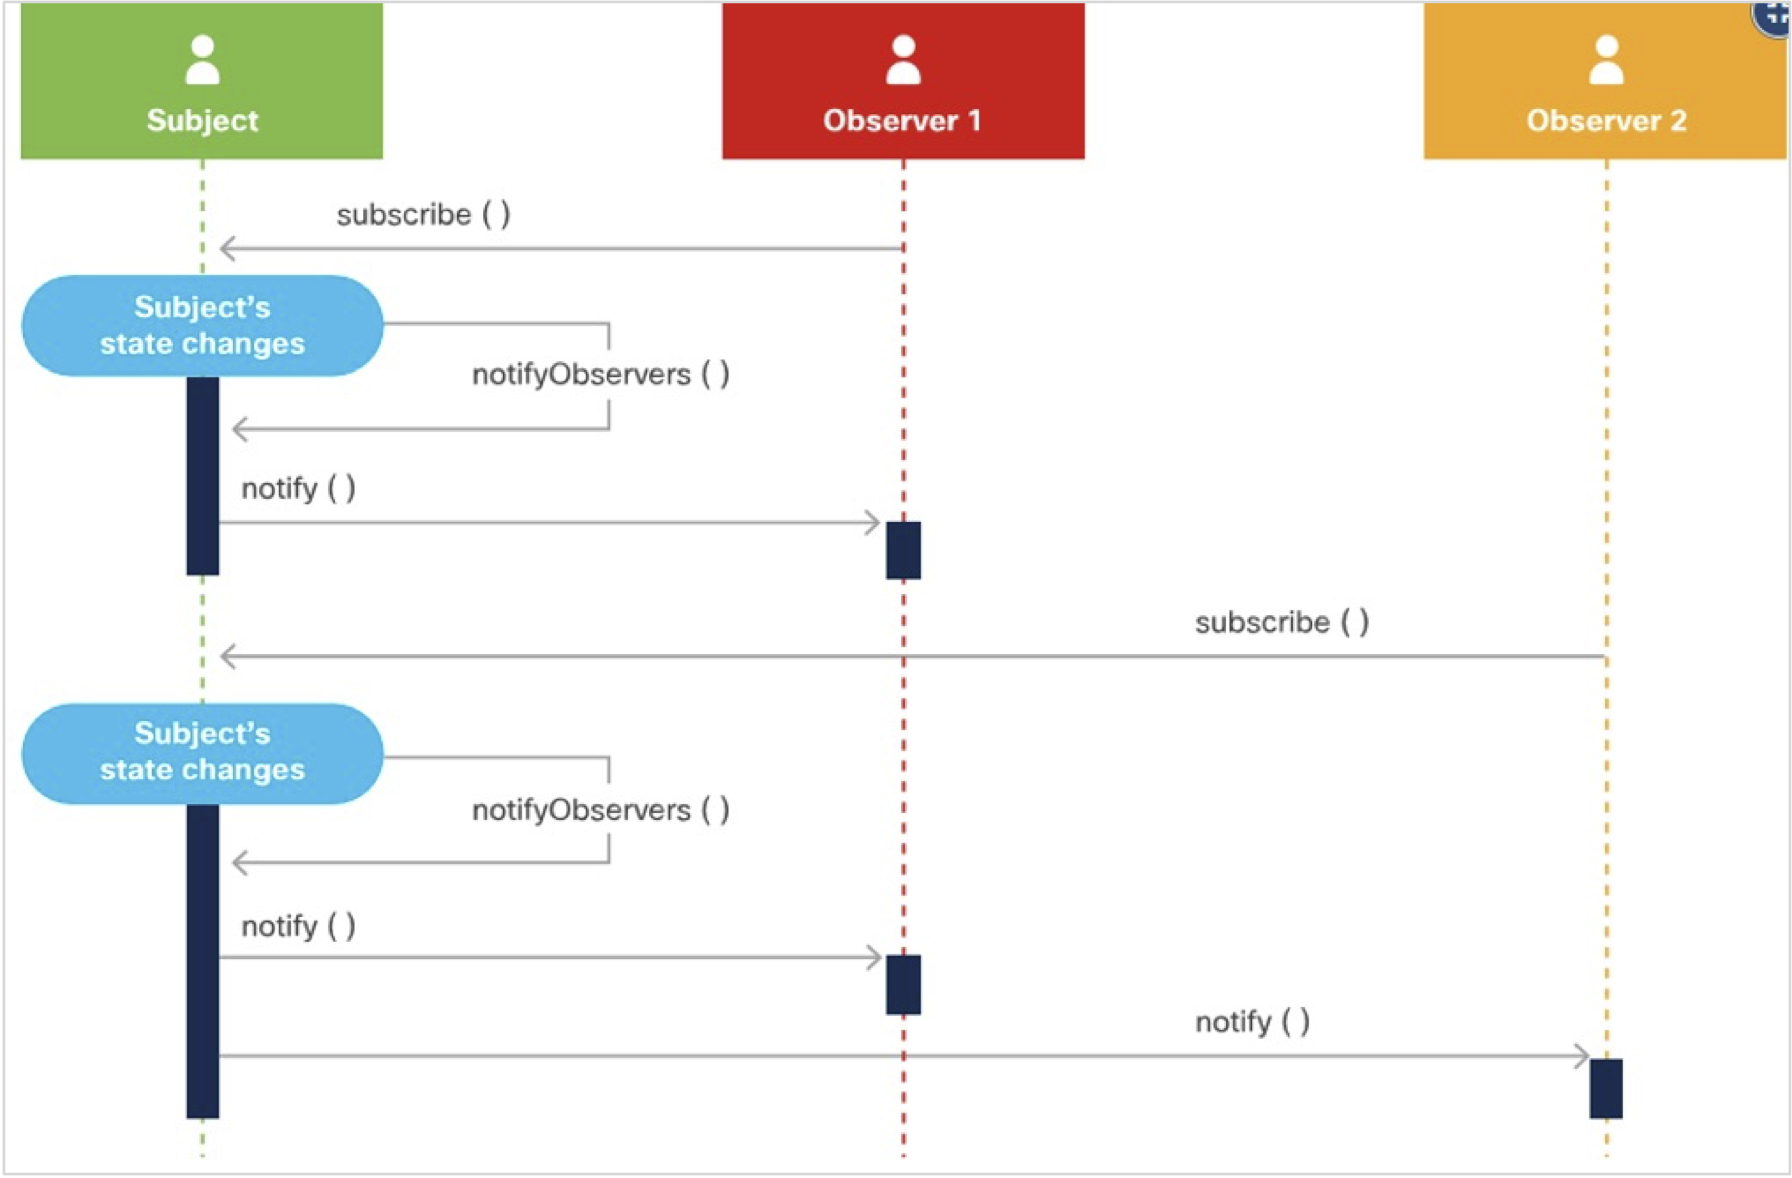 Subject
Observer 1
Observer 2
subscribe ( )
Subject's
state changes
notifyObservers ( )
notify ( )
subscribe ( )
Subject's
state changes
notifyObservers ( )
notify ( )
notify ( )